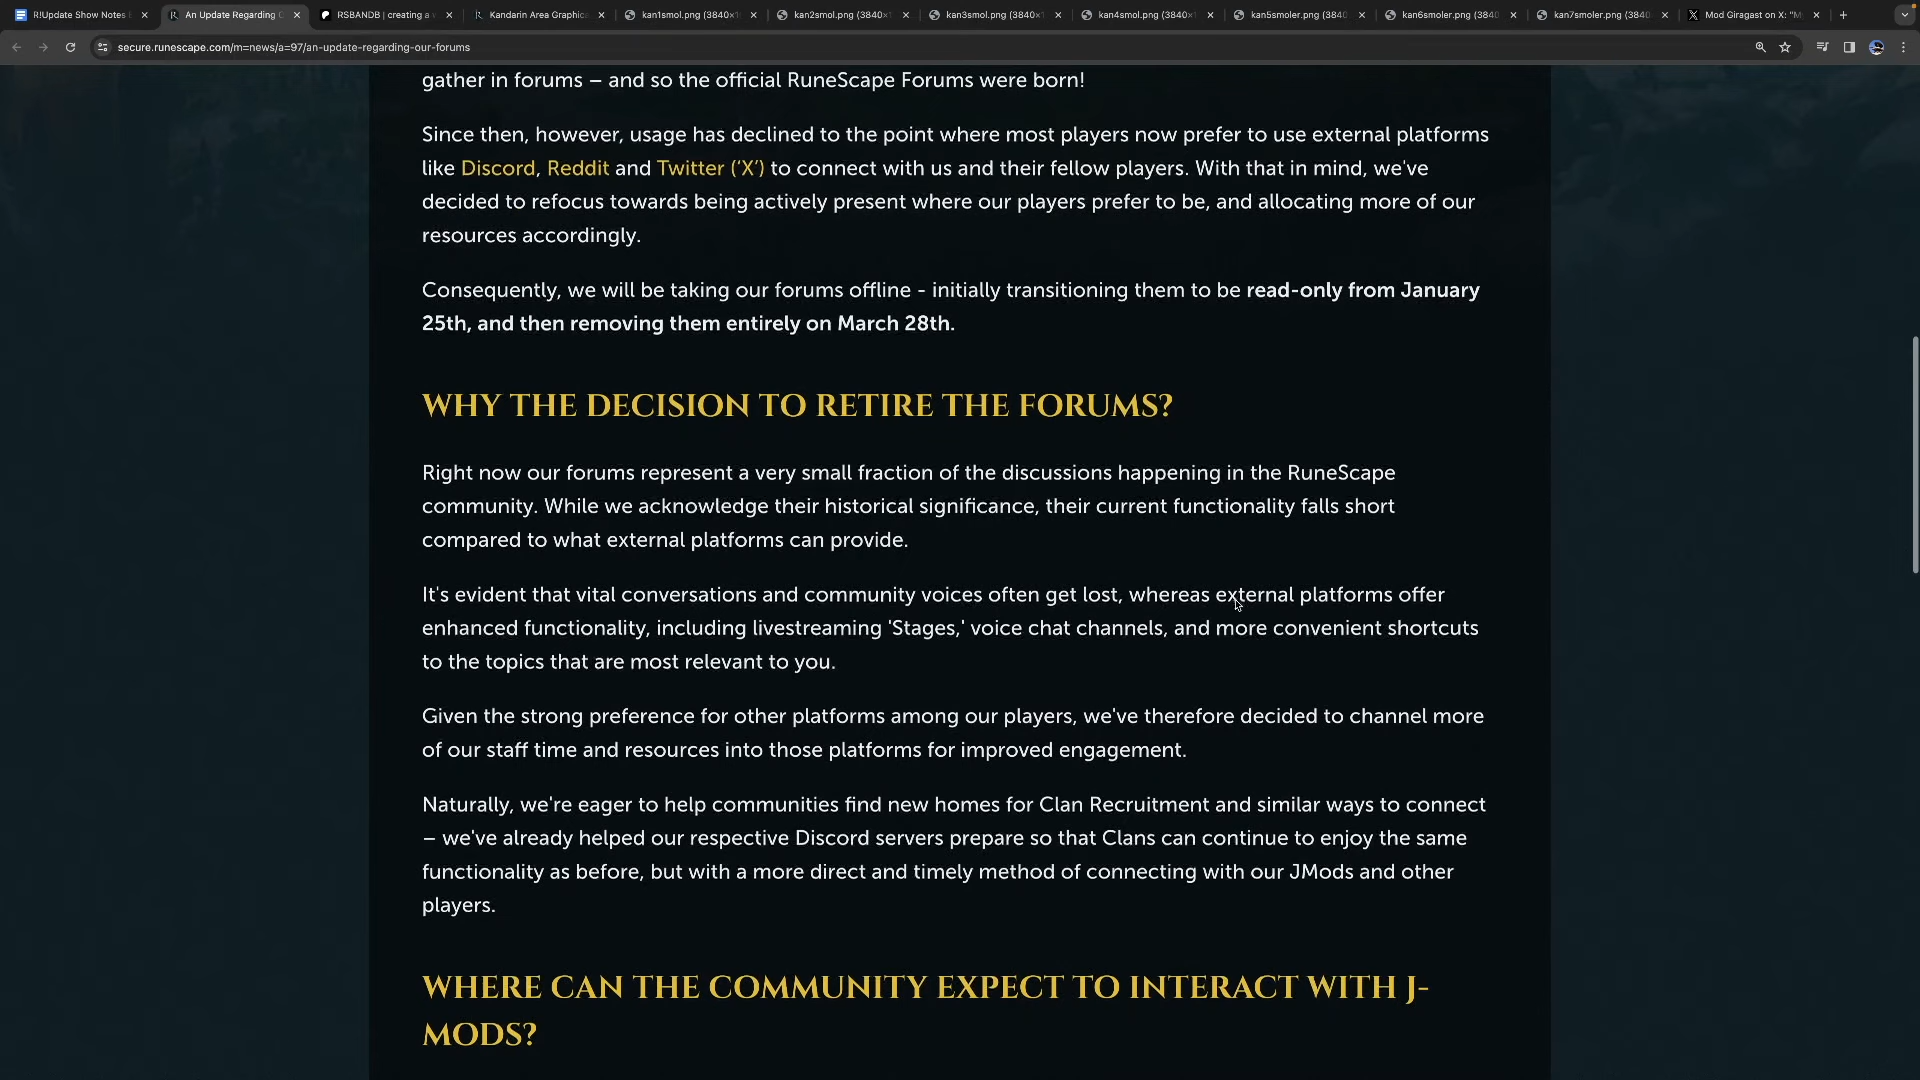 R!Update Show Notes
An Update Regarding
RSBANDB | creating a
Kandarin Area Graphic
kan1smol.png (3840×
kan2smol.png (3840×1
kan3smol.png (3840×1
kan4smol.png (3840×1
kan5smoler.png (3840
kan6smoler.png (3840
kan7smoler.png (3840
Mod Giragast on X: "M
secure.runescape.com/m=news/a=97/an-update-regarding-our-forums
gather in forums – and so the official RuneScape Forums were born!
Since then, however, usage has declined to the point where most players now prefer to use external platforms
like Discord, Reddit and Twitter (‘X’) to connect with us and their fellow players. With that in mind, we've
decided to refocus towards being actively present where our players prefer to be, and allocating more of our
resources accordingly.
Consequently, we will be taking our forums offline - initially transitioning them to be read-only from January
25th, and then removing them entirely on March 28th.
WHY THE DECISION TO RETIRE THE FORUMS?
Right now our forums represent a very small fraction of the discussions happening in the RuneScape
community. While we acknowledge their historical significance, their current functionality falls short
compared to what external platforms can provide.
It's evident that vital conversations and community voices often get lost, whereas external platforms offer
enhanced functionality, including livestreaming 'Stages,' voice chat channels, and more convenient shortcuts
to the topics that are most relevant to you.
Given the strong preference for other platforms among our players, we've therefore decided to channel more
of our staff time and resources into those platforms for improved engagement.
Naturally, we're eager to help communities find new homes for Clan Recruitment and similar ways to connect
– we've already helped our respective Discord servers prepare so that Clans can continue to enjoy the same
functionality as before, but with a more direct and timely method of connecting with our JMods and other
players.
WHERE CAN THE COMMUNITY EXPECT TO INTERACT WITH J-
MODS?